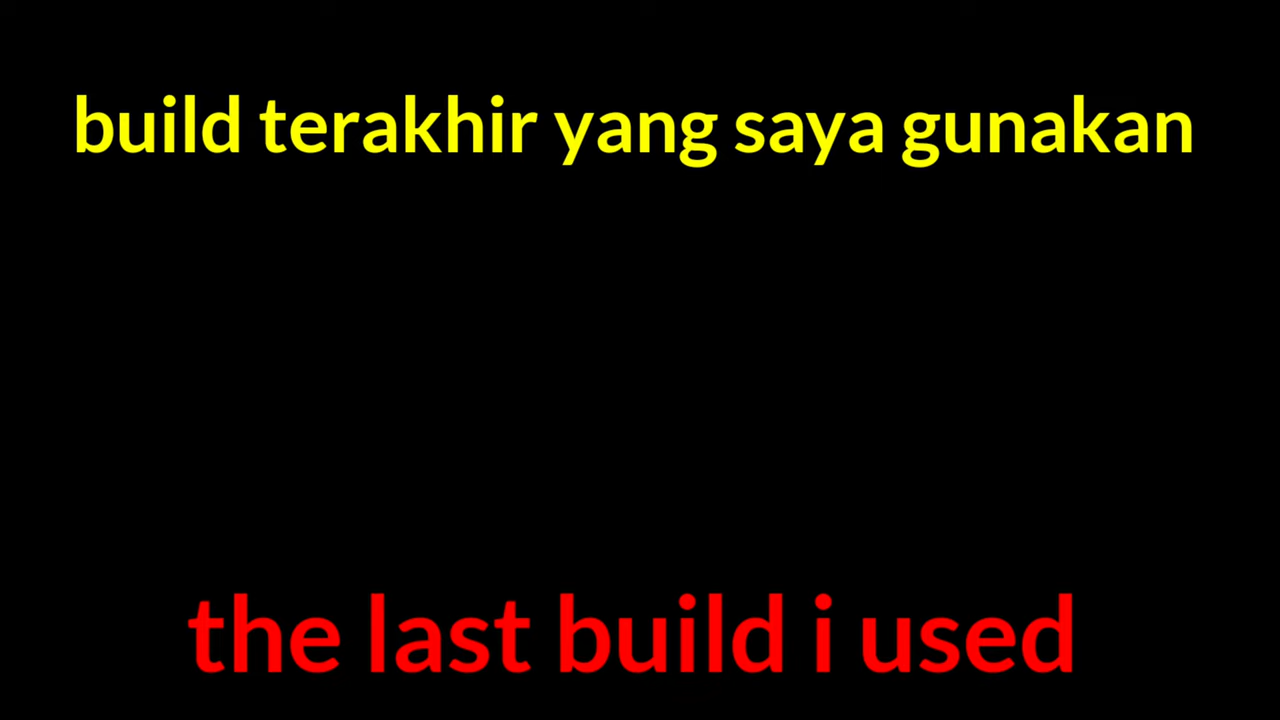 build terakhir yang saya gunakan
the last build i used